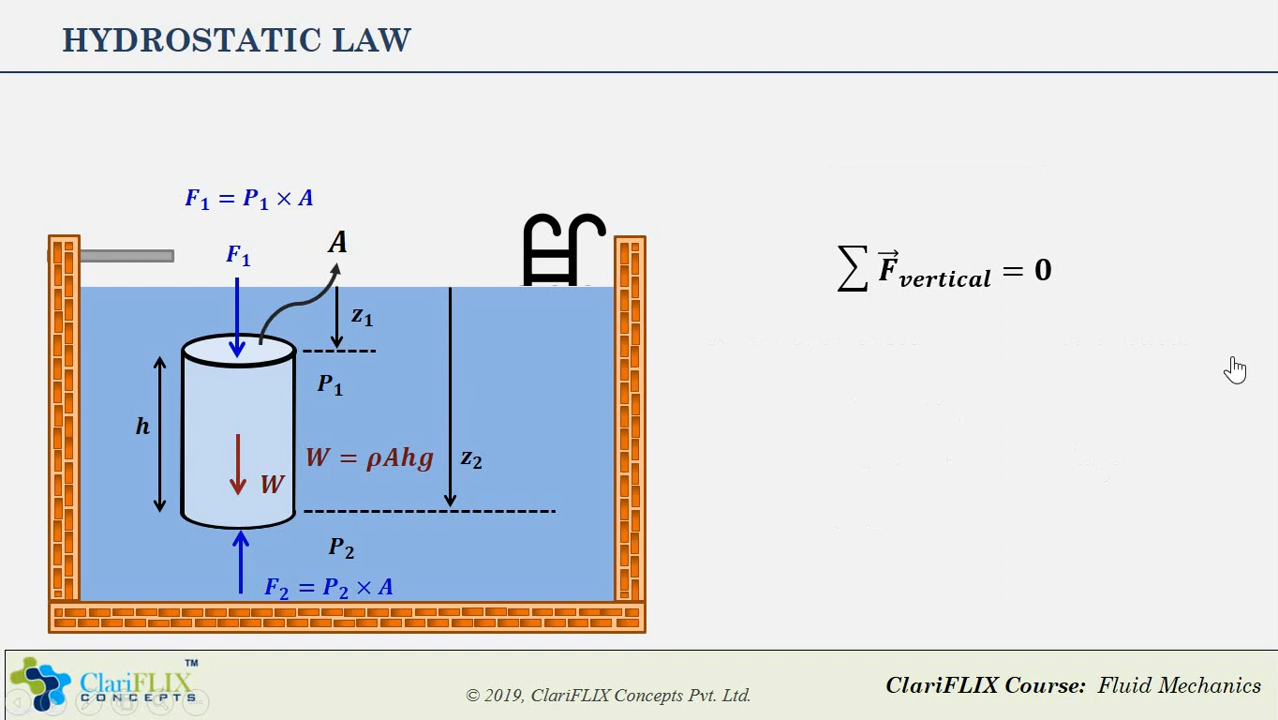 HYDROSTATIC LAW
F₁ = P₁ × A
F₁
A
z₁
P₁
h
W = ρAhg
z₂
W
P₂
F₂ = P₂ × A
∑ F⃗vertical = 0
TM
ClariFLIX
CONCEPTS
© 2019, ClariFLIX Concepts Pvt. Ltd.
ClariFLIX Course: Fluid Mechanics